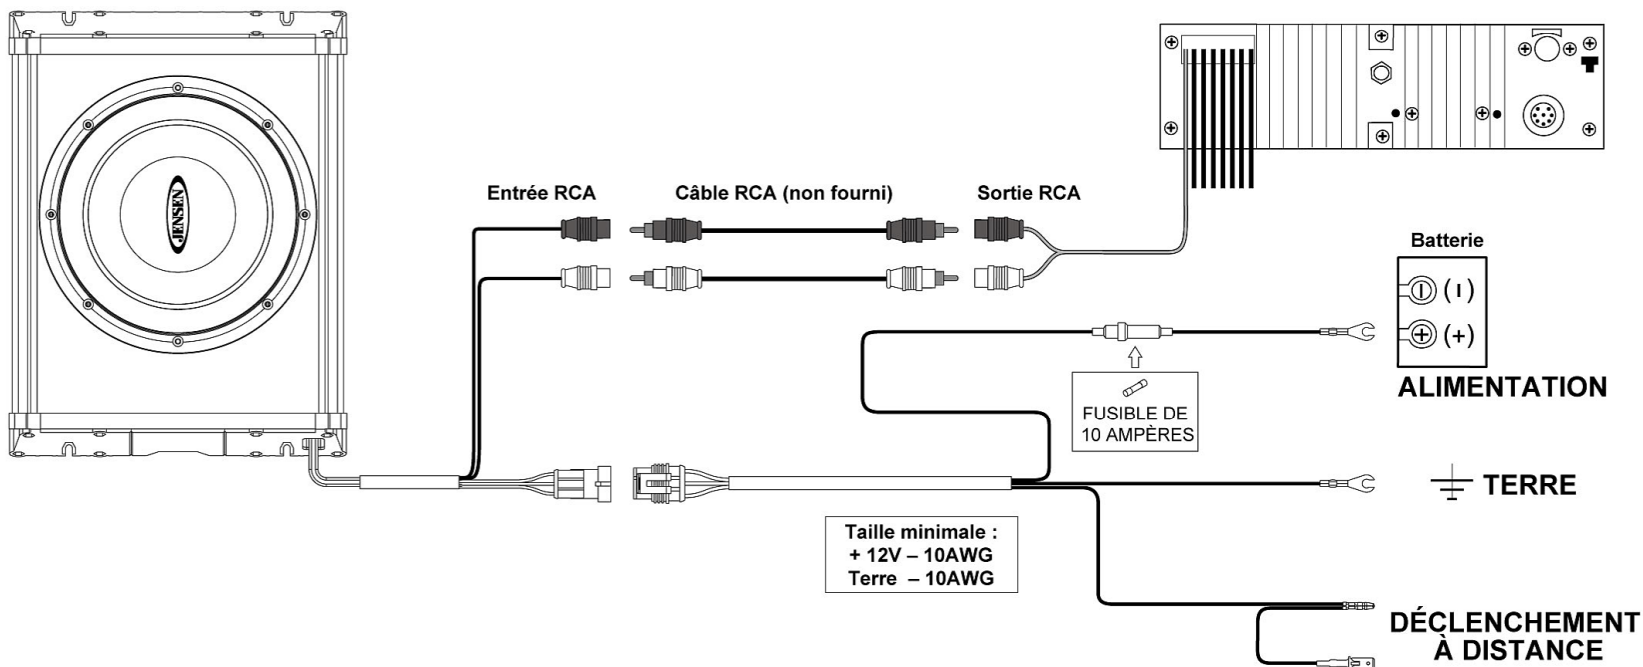 JENSEN
Entrée RCA
Câble RCA (non fourni)
Sortie RCA
Batterie
(-)
(+)
ALIMENTATION
FUSIBLE DE
10 AMPÈRES
TERRE
Taille minimale :
+ 12V – 10AWG
Terre – 10AWG
DÉCLENCHEMENT
À DISTANCE